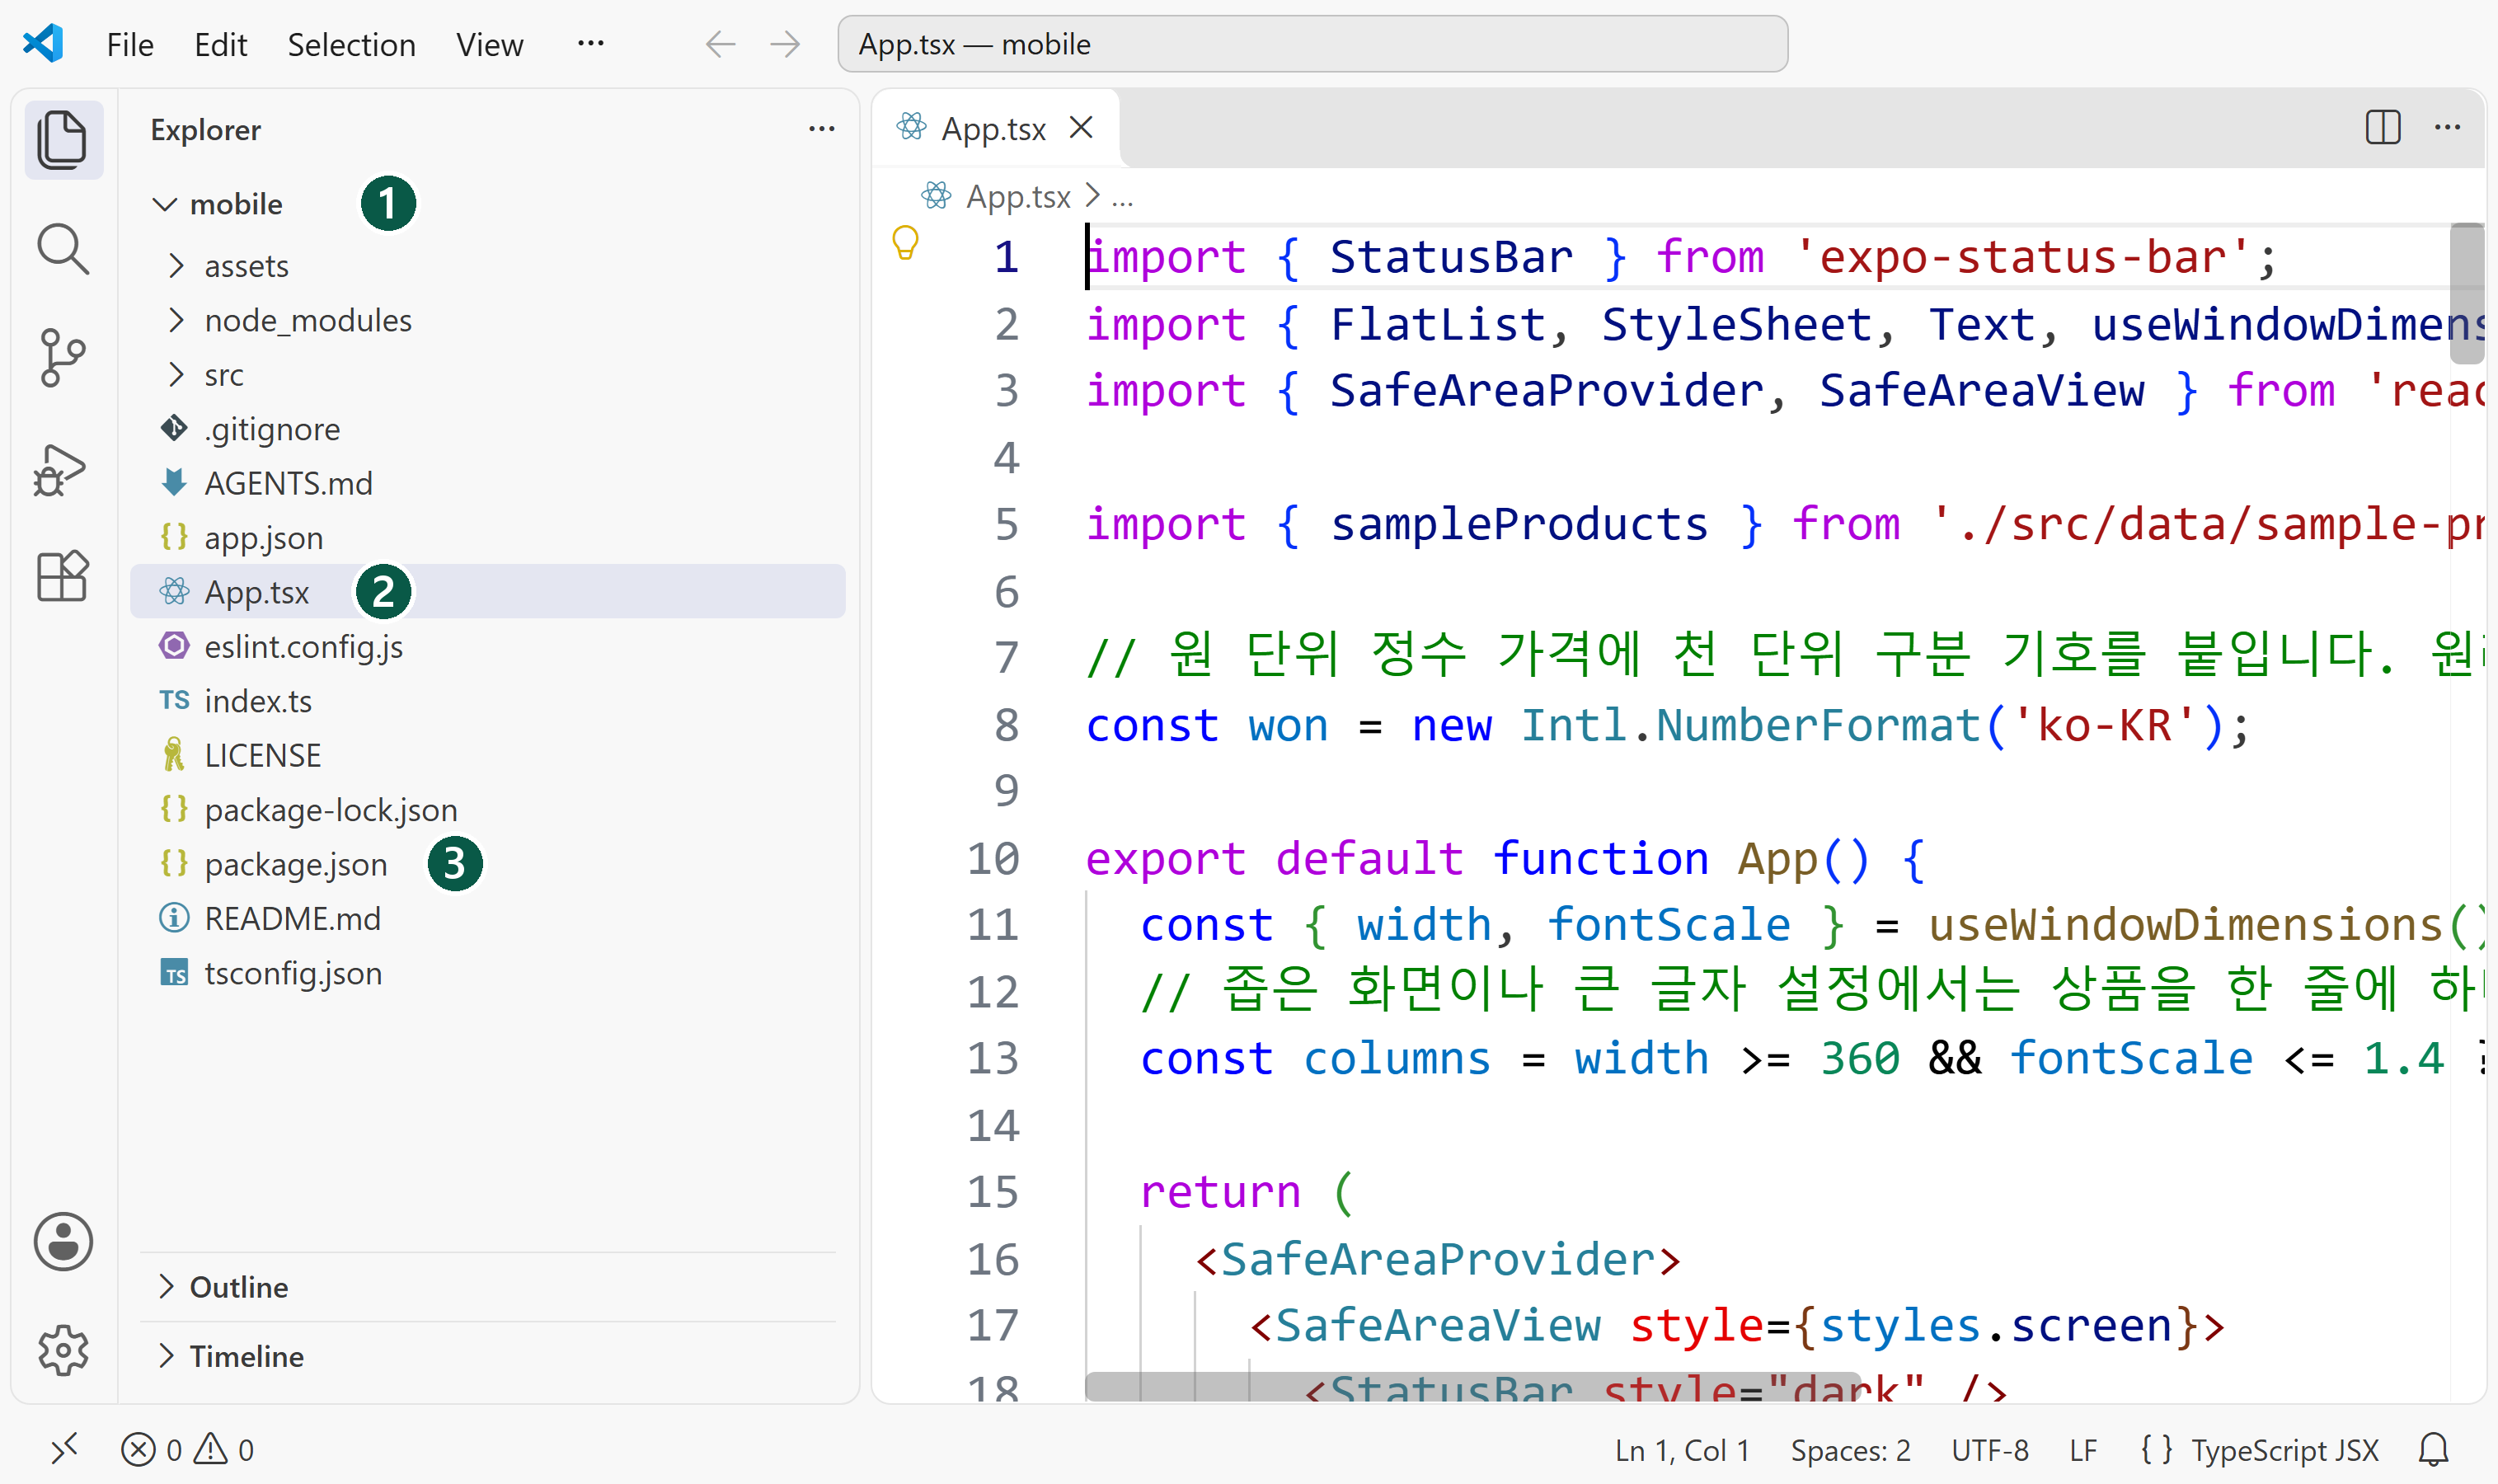 File Edit Selection View ··· App.tsx — mobile
Explorer ···
mobile 1
assets
node_modules
src
.gitignore
AGENTS.md
app.json
App.tsx 2
eslint.config.js
TS index.ts
LICENSE
package-lock.json
package.json 3
README.md
TS tsconfig.json
Outline
Timeline
App.tsx
App.tsx > ...
1 import { StatusBar } from 'expo-status-bar';
2 import { FlatList, StyleSheet, Text, useWindowDimens
3 import { SafeAreaProvider, SafeAreaView } from 'reac
4
5 import { sampleProducts } from './src/data/sample-pr
6
7 // 원 단위 정수 가격에 천 단위 구분 기호를 붙입니다.
8 const won = new Intl.NumberFormat('ko-KR');
9
10 export default function App() {
11 const { width, fontScale } = useWindowDimensions()
12 // 좁은 화면이나 큰 글자 설정에서는 상품을 한 줄에
13 const columns = width >= 360 && fontScale <= 1.4 ?
14
15 return (
16 <SafeAreaProvider>
17 <SafeAreaView style={styles.screen}>
18 <StatusBar style="dark" />
0 0 Ln 1, Col 1 Spaces: 2 UTF-8 LF { } TypeScript JSX